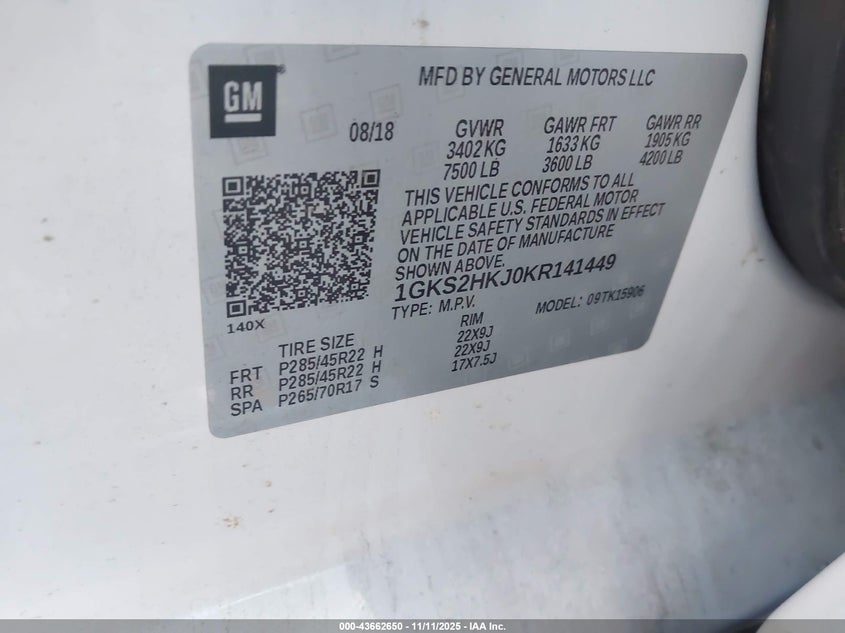 GM ®
MFD BY GENERAL MOTORS LLC
08/18 GVWR GAWR FRT GAWR RR
3402 KG 1633 KG 1905 KG
7500 LB 3600 LB 4200 LB
THIS VEHICLE CONFORMS TO ALL
APPLICABLE U.S. FEDERAL MOTOR
VEHICLE SAFETY STANDARDS IN EFFECT
ON THE DATE OF MANUFACTURE
SHOWN ABOVE
1GKS2HKJ0KR141449
TYPE: M.P.V. MODEL: 09TK15906
140X
TIRE SIZE RIM
FRT P285/45R22 H 22X9J
RR P285/45R22 H 22X9J
SPA P265/70R17 S 17X7.5J
000-43662650 - 11/11/2025 - IAA Inc.